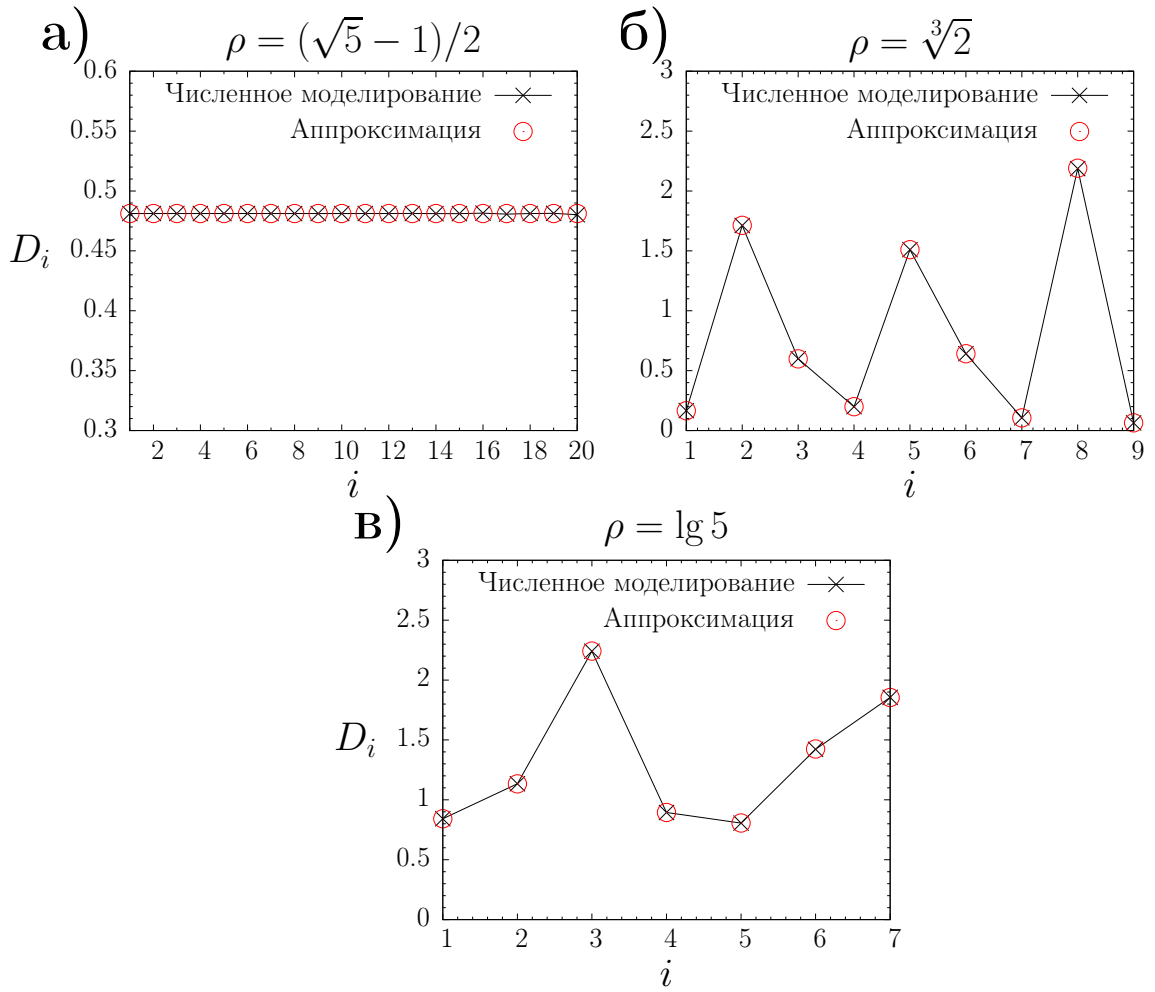 а)
ρ = (√5 − 1)/2
Численное моделирование
Аппроксимация
0.6
0.55
0.5
0.45
0.4
0.35
0.3
D_i
2 4 6 8 10 12 14 16 18 20
i
б)
ρ = ∛2
Численное моделирование
Аппроксимация
3
2.5
2
1.5
1
0.5
0
1 2 3 4 5 6 7 8 9
i
в)
ρ = lg 5
Численное моделирование
Аппроксимация
3
2.5
2
1.5
1
0.5
0
D_i
1 2 3 4 5 6 7
i